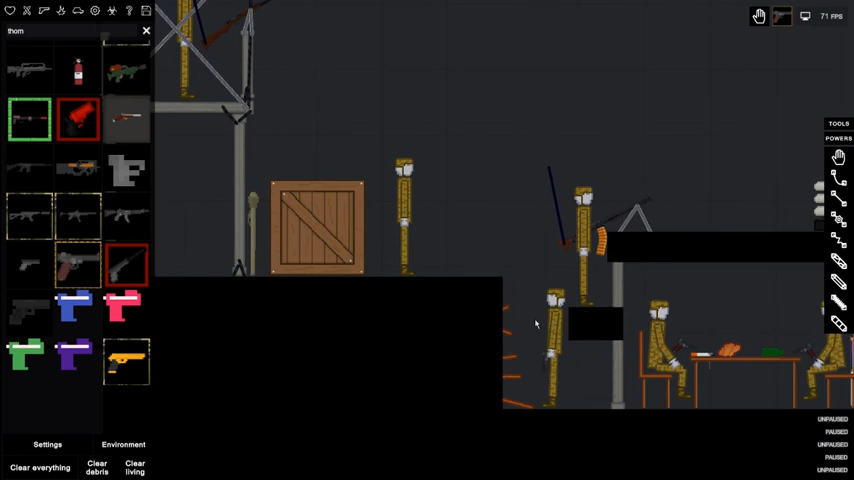 71 FPS
thom
TOOLS
POWERS
UNPAUSED
PAUSED
UNPAUSED
PAUSED
UNPAUSED
Settings
Environment
Clear everything
Clear debris
Clear living